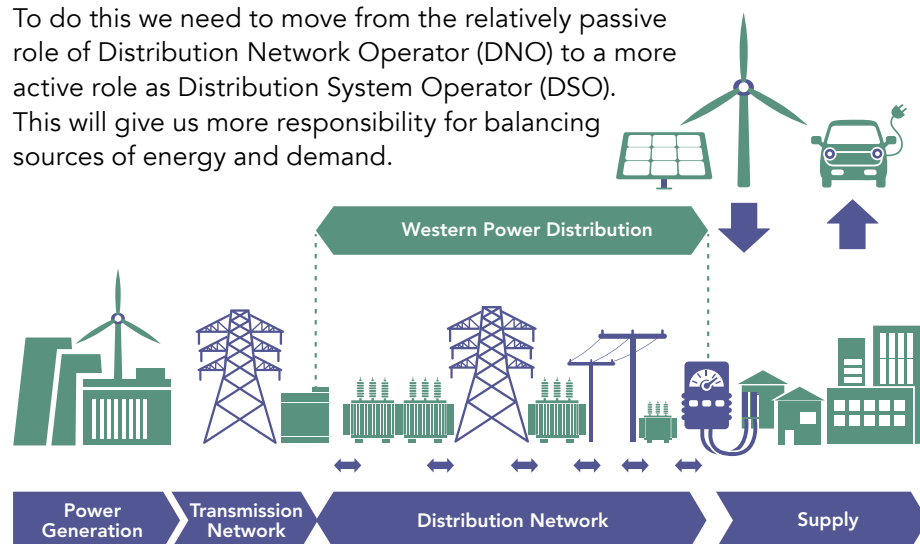 To do this we need to move from the relatively passive
role of Distribution Network Operator (DNO) to a more
active role as Distribution System Operator (DSO).
This will give us more responsibility for balancing
sources of energy and demand.
Western Power Distribution
Power
Generation
Transmission
Network
Distribution Network
Supply